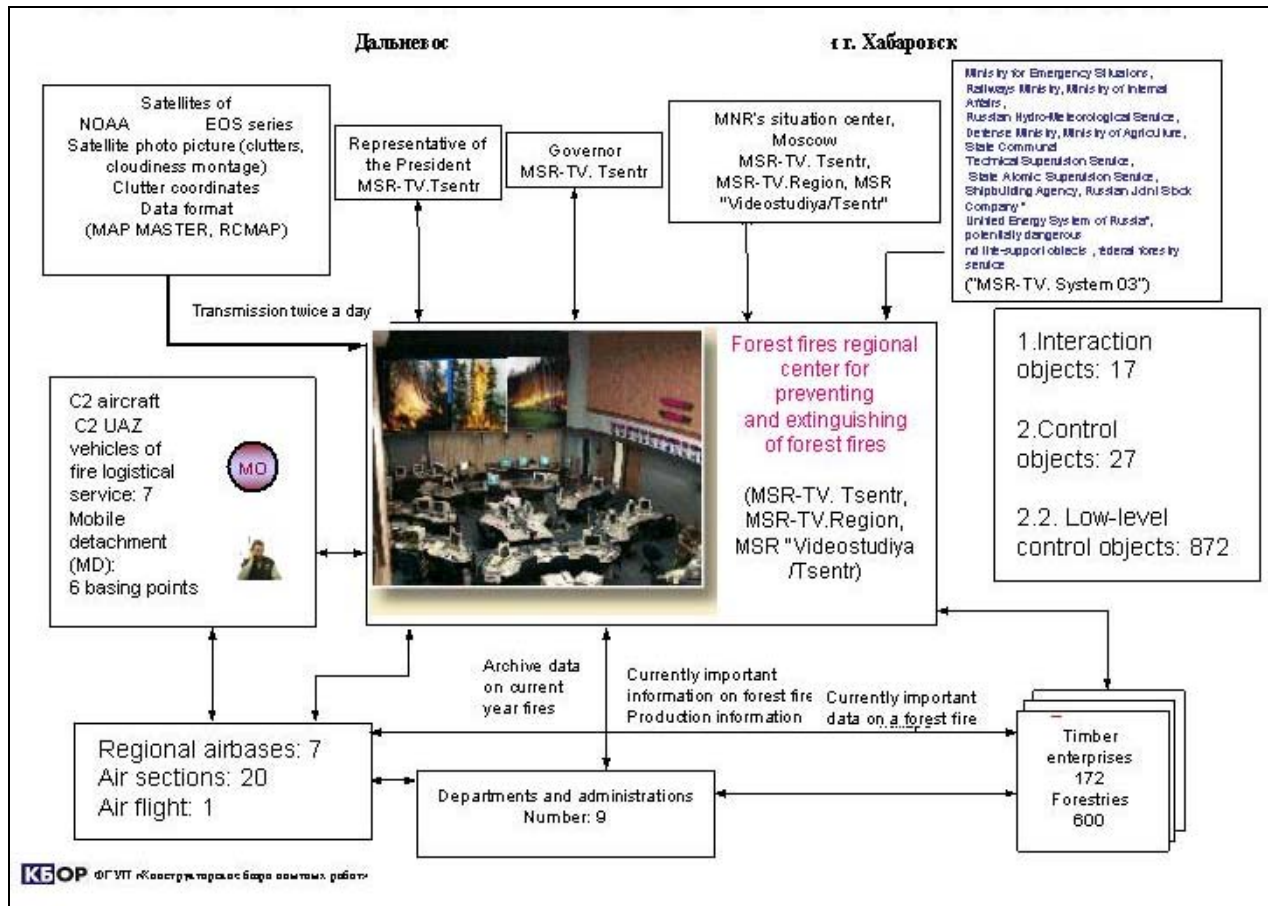 Дальневос
г. Хабаровск
Satellites of
NOAA EOS series
Satellite photo picture (clutters,
cloudiness montage)
Clutter coordinates
Data format
(MAP MASTER, RCMAP)
Representative of
the President
MSR-TV.Tsentr
Governor
MSR-TV. Tsentr
MNR's situation center,
Moscow
MSR-TV. Tsentr,
MSR-TV.Region, MSR
"Videostudiya/Tsentr"
Ministry for Emergency Situations,
Railways Ministry, Ministry of Internal
Affairs,
Russian Hydro-Meteorological Service,
Defense Ministry, Ministry of Agriculture,
State Communal
Technical Supervision Service,
State Atomic Supervision Service,
Shipbuilding Agency, Russian Joint Stock
Company "
Unified Energy System of Russia",
potentially dangerous
nd life-support objects , federal forestry
service
("MSR-TV. System 03")
Transmission twice a day
Forest fires regional
center for
preventing
and extinguishing
of forest fires
(MSR-TV. Tsentr,
MSR-TV.Region,
MSR "Videostudiya
/Tsentr)
1.Interaction
objects: 17
2.Control
objects: 27
2.2. Low-level
control objects: 872
C2 aircraft
C2 UAZ
vehicles of
fire logistical
service: 7
Mobile
detachment
(MD):
6 basing points
MO
Archive data
on current
year fires
Currently important
information on forest fire
Production information
Currently important
data on a forest fire
Regional airbases: 7
Air sections: 20
Air flight: 1
Departments and administrations
Number: 9
Timber
enterprises
172
Forestries
600
КБОР ФГУП «Конструкторское бюро опытных работ»